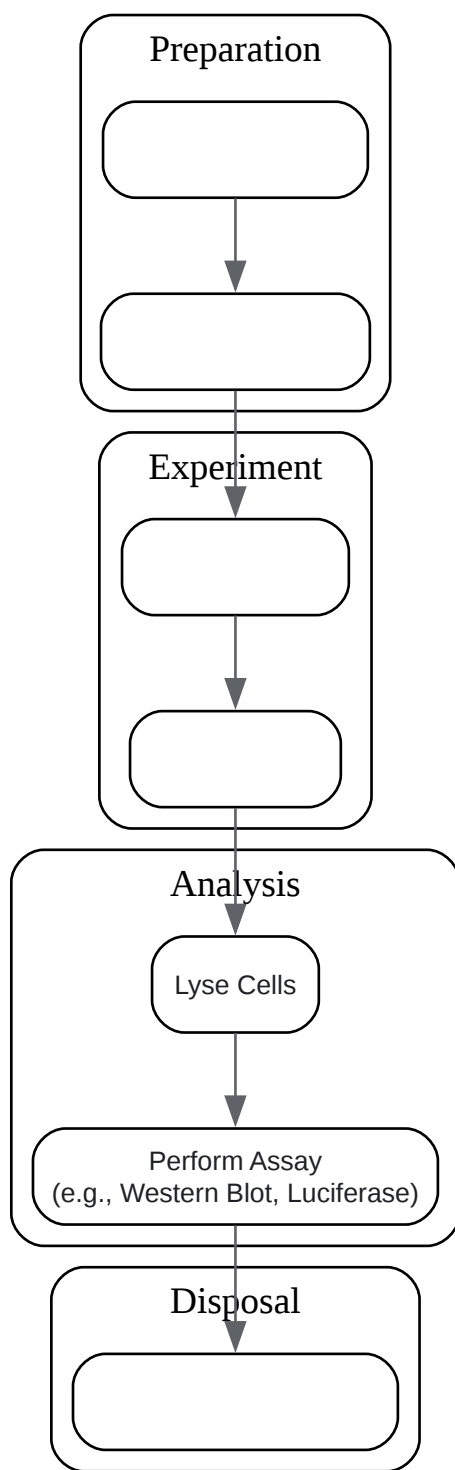 Preparation
Experiment
Analysis
Lyse Cells
Perform Assay
(e.g., Western Blot, Luciferase)
Disposal